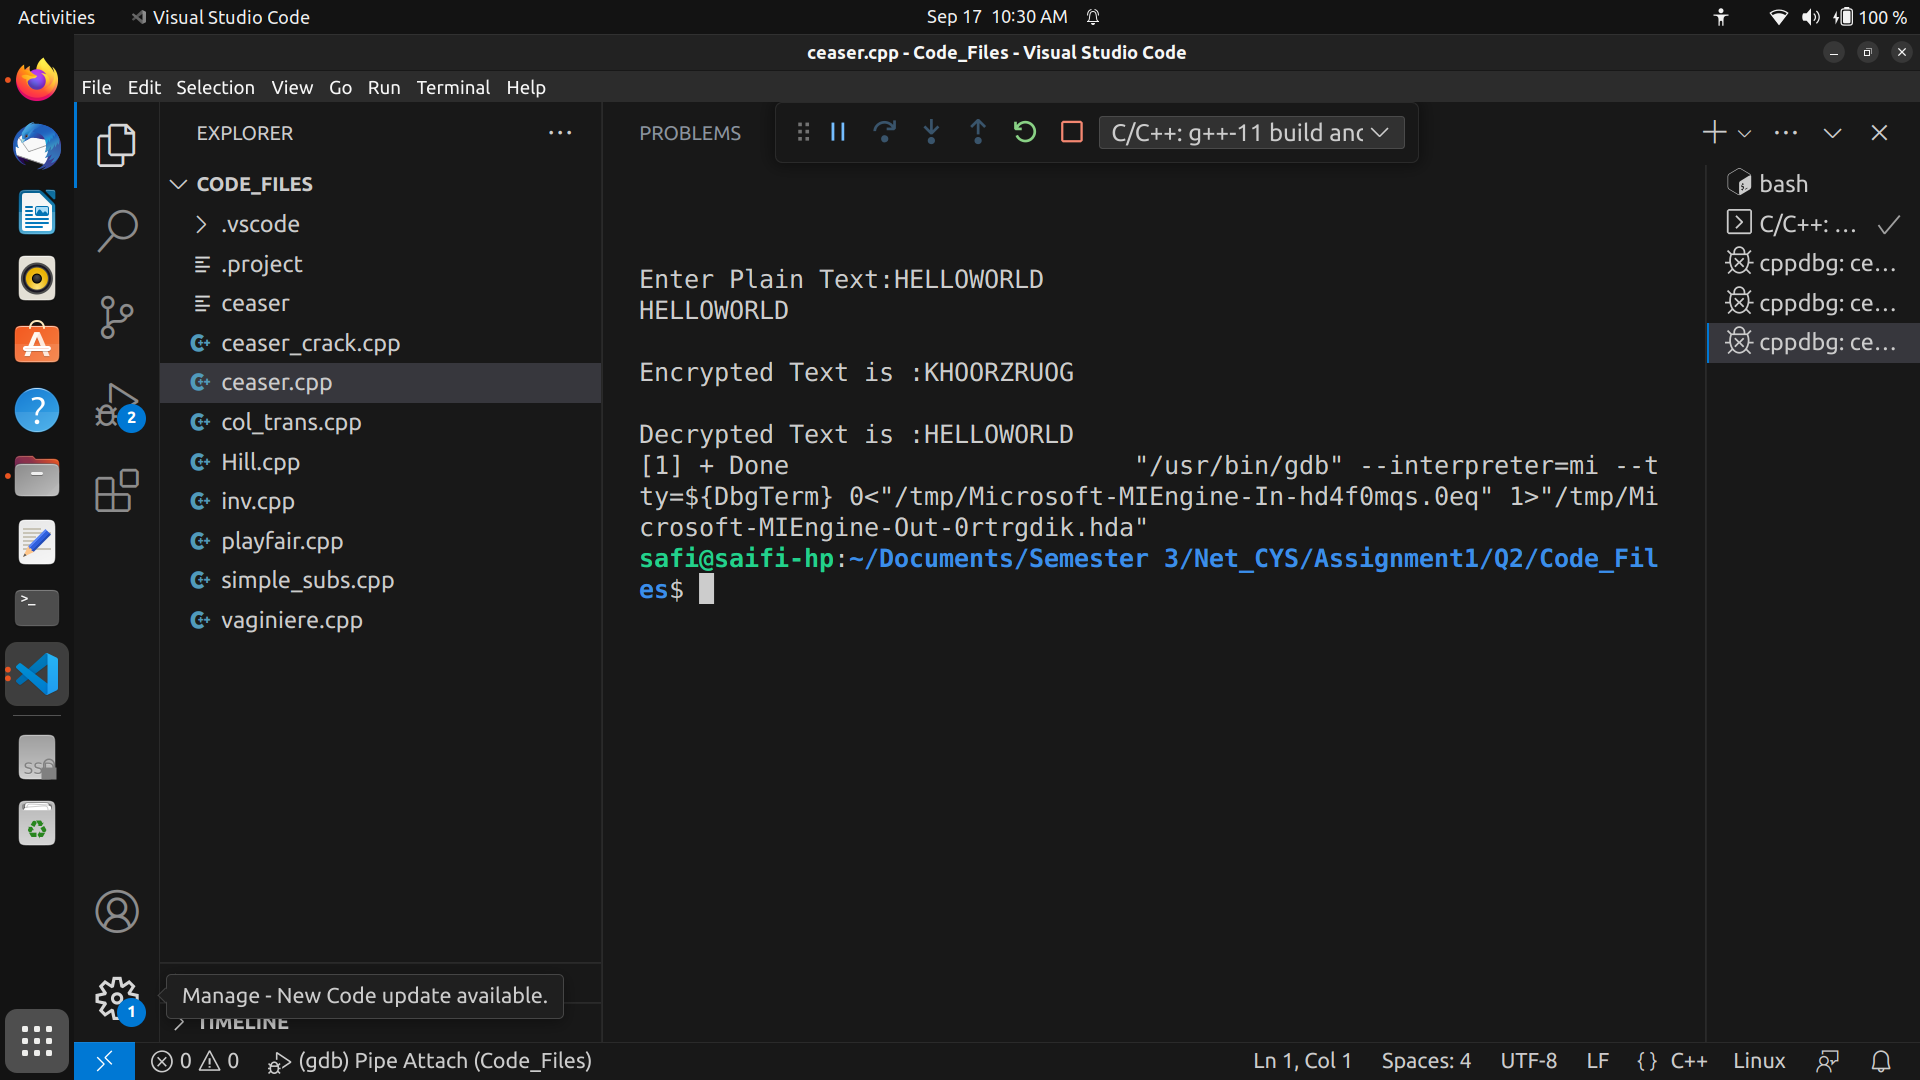 Activities Visual Studio Code Sep 17 10:30 AM 100 %
ceaser.cpp - Code_Files - Visual Studio Code
File Edit Selection View Go Run Terminal Help
EXPLORER ···
PROBLEMS
C/C++: g++-11 build and
CODE_FILES
.vscode
.project
ceaser
ceaser_crack.cpp
ceaser.cpp
col_trans.cpp
Hill.cpp
inv.cpp
playfair.cpp
simple_subs.cpp
vaginiere.cpp
2
Enter Plain Text:HELLOWORLD
HELLOWORLD
Encrypted Text is :KHOORZRUOG
Decrypted Text is :HELLOWORLD
[1] + Done "/usr/bin/gdb" --interpreter=mi --t
ty=${DbgTerm} 0<"/tmp/Microsoft-MIEngine-In-hd4f0mqs.0eq" 1>"/tmp/Mi
crosoft-MIEngine-Out-0rtrgdik.hda"
safi@saifi-hp:~/Documents/Semester 3/Net_CYS/Assignment1/Q2/Code_Fil
es$
bash
C/C++: ...
cppdbg: ce...
cppdbg: ce...
cppdbg: ce...
Manage - New Code update available.
1
TIMELINE
0 0 (gdb) Pipe Attach (Code_Files) Ln 1, Col 1 Spaces: 4 UTF-8 LF {} C++ Linux